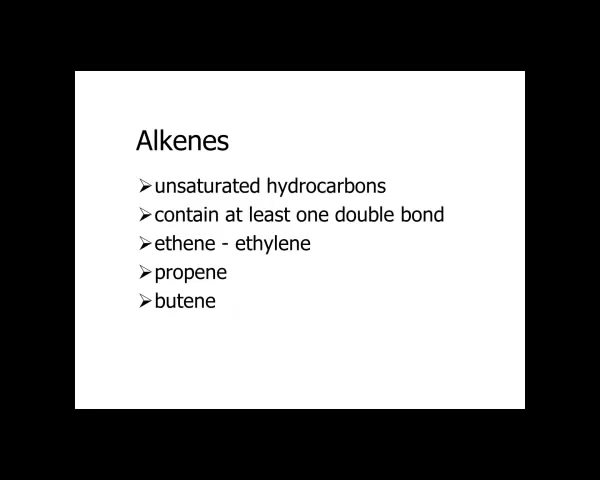 Alkenes
➢unsaturated hydrocarbons
➢contain at least one double bond
➢ethene - ethylene
➢propene
➢butene